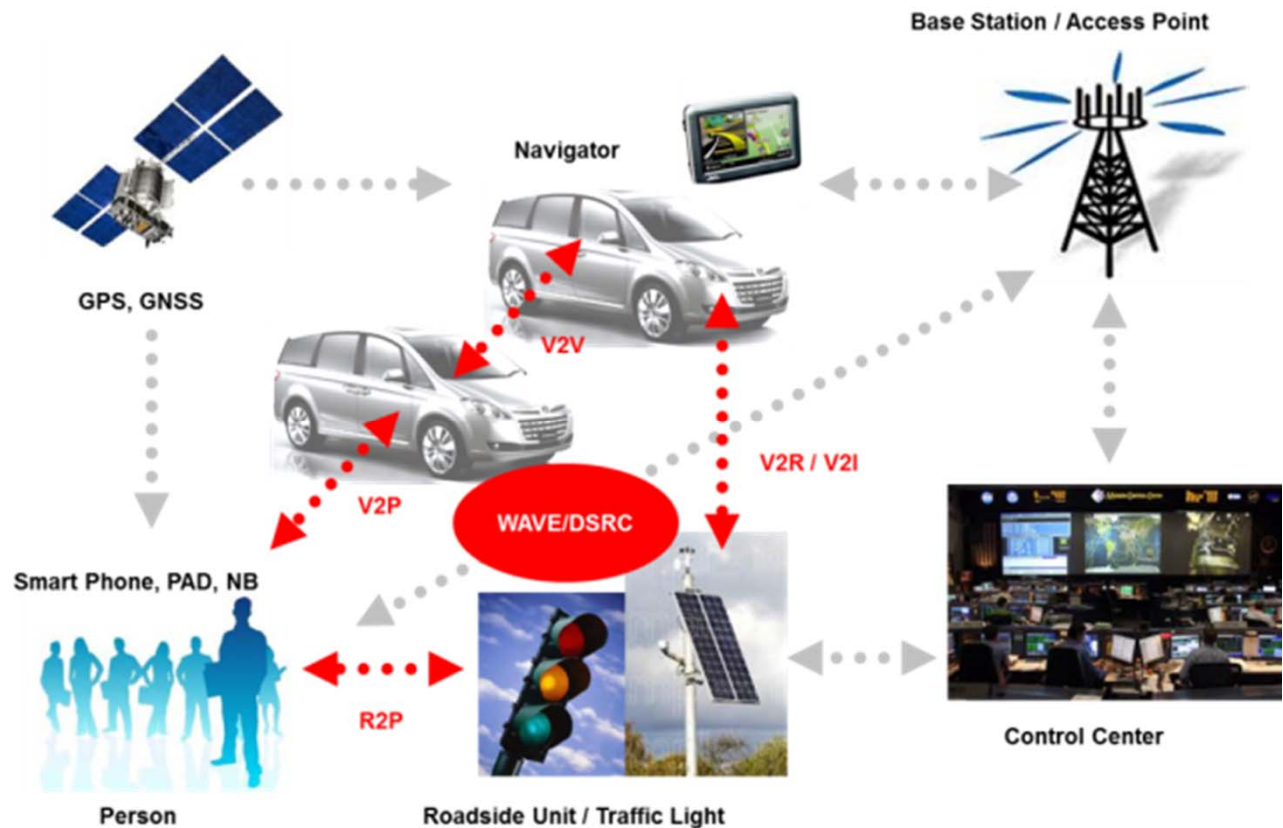 Base Station / Access Point
Navigator
GPS, GNSS
V2V
V2R / V2I
V2P
WAVE/DSRC
Smart Phone, PAD, NB
R2P
Control Center
Person
Roadside Unit / Traffic Light